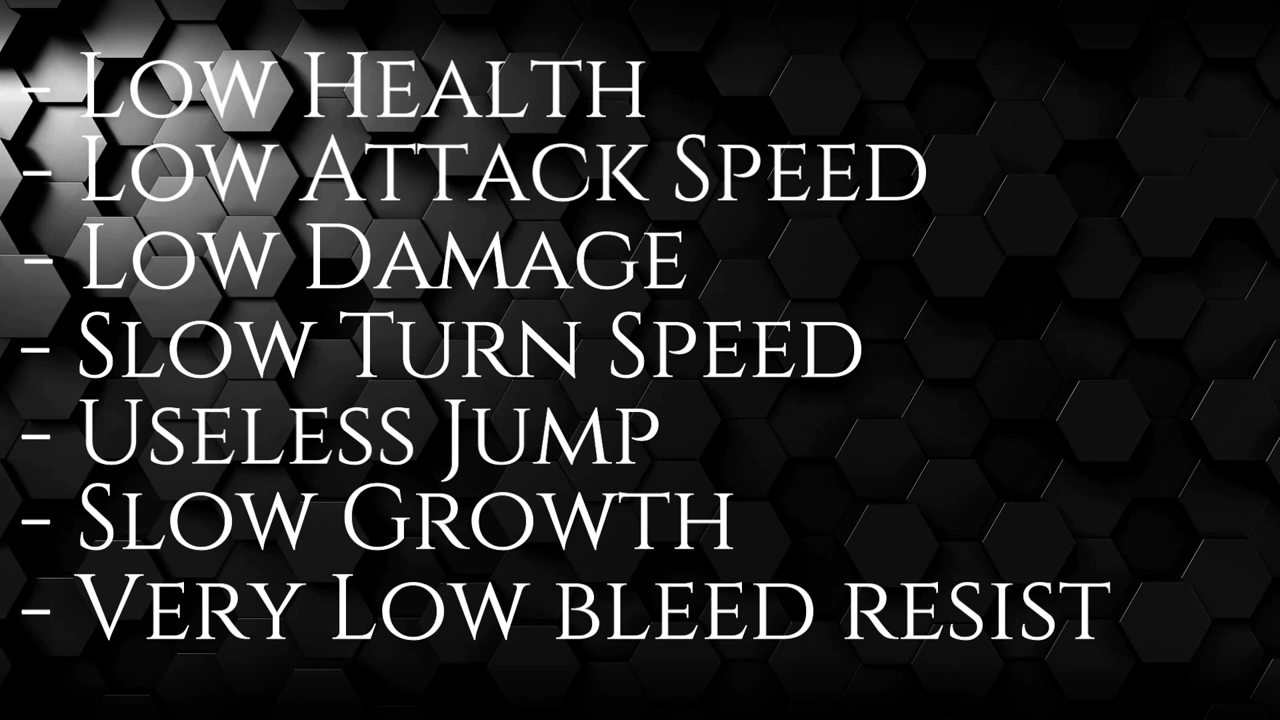 - Low Health
- Low Attack Speed
- Low Damage
- Slow Turn Speed
- Useless Jump
- Slow Growth
- Very Low bleed resist